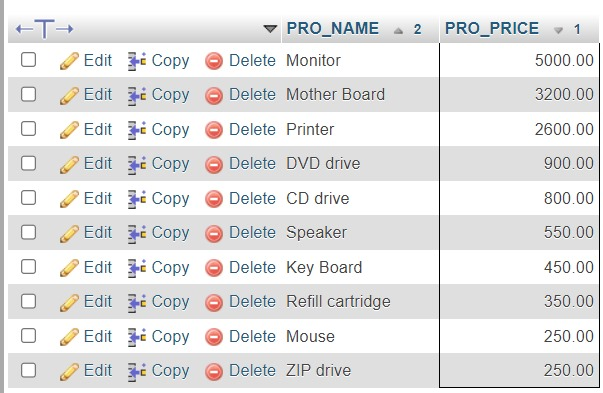 PRO_NAME 2 PRO_PRICE 1
Edit Copy Delete Monitor 5000.00
Edit Copy Delete Mother Board 3200.00
Edit Copy Delete Printer 2600.00
Edit Copy Delete DVD drive 900.00
Edit Copy Delete CD drive 800.00
Edit Copy Delete Speaker 550.00
Edit Copy Delete Key Board 450.00
Edit Copy Delete Refill cartridge 350.00
Edit Copy Delete Mouse 250.00
Edit Copy Delete ZIP drive 250.00